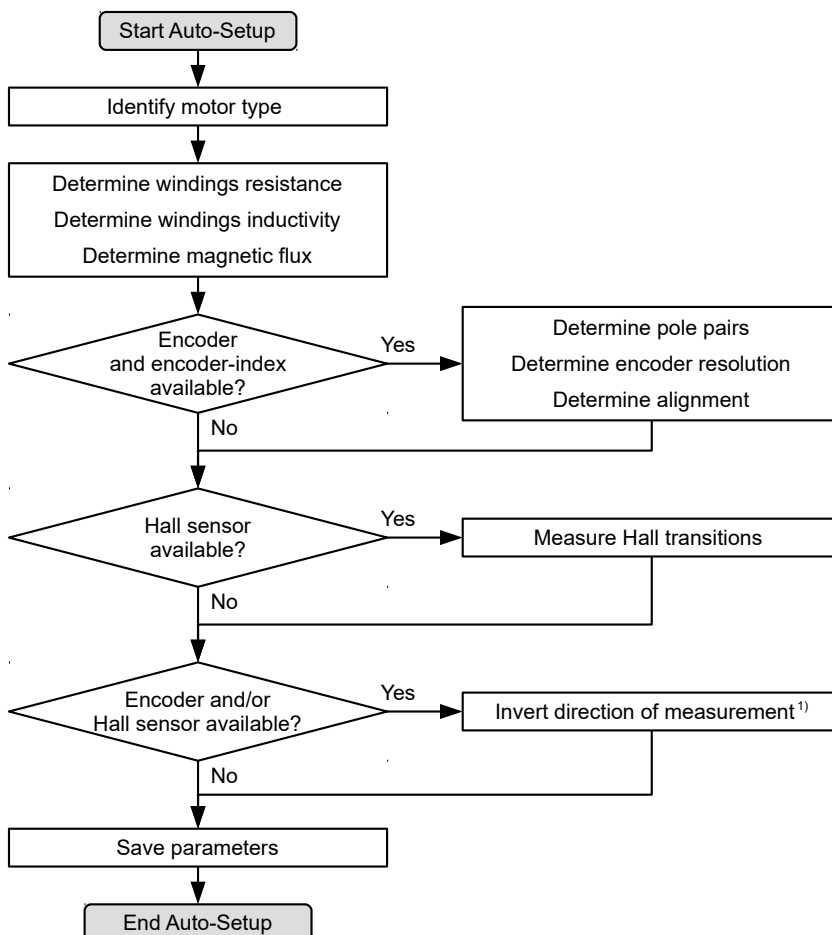 Start Auto-Setup
Identify motor type
Determine windings resistance
Determine windings inductivity
Determine magnetic flux
Encoder
and encoder-index
available?
Yes
Determine pole pairs
Determine encoder resolution
Determine alignment
No
Hall sensor
available?
Yes
Measure Hall transitions
No
Encoder and/or
Hall sensor available?
Yes
Invert direction of measurement 1)
No
Save parameters
End Auto-Setup